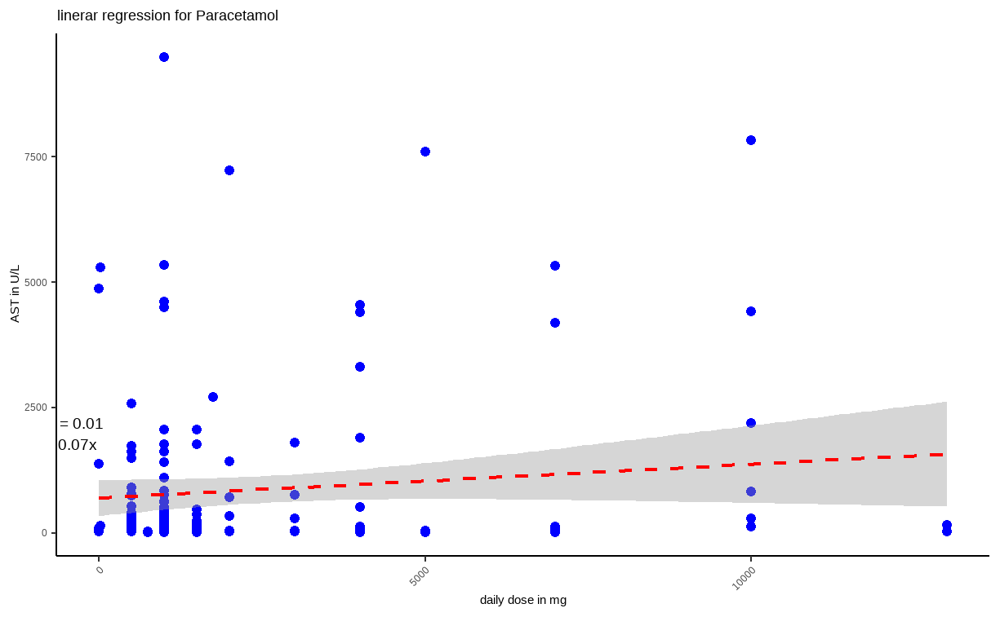 linerar regression for Paracetamol
AST in U/L
7500
5000
2500
0
= 0.01
0.07x
0
5000
10000
daily dose in mg